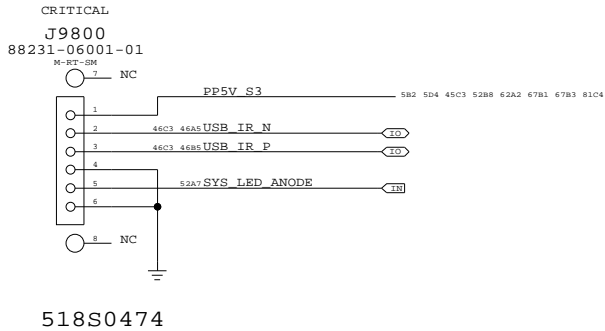 CRITICAL
J9800
88231-06001-01
M-RT-SM
7 NC
PP5V_S3 5B2 5D4 45C3 52B8 62A2 67B1 67B3 81C4
1
2 46C3 46A5 USB_IR_N IO
3 46C3 46B5 USB_IR_P IO
4
5 52A7 SYS_LED_ANODE IN
6
8 NC
518S0474